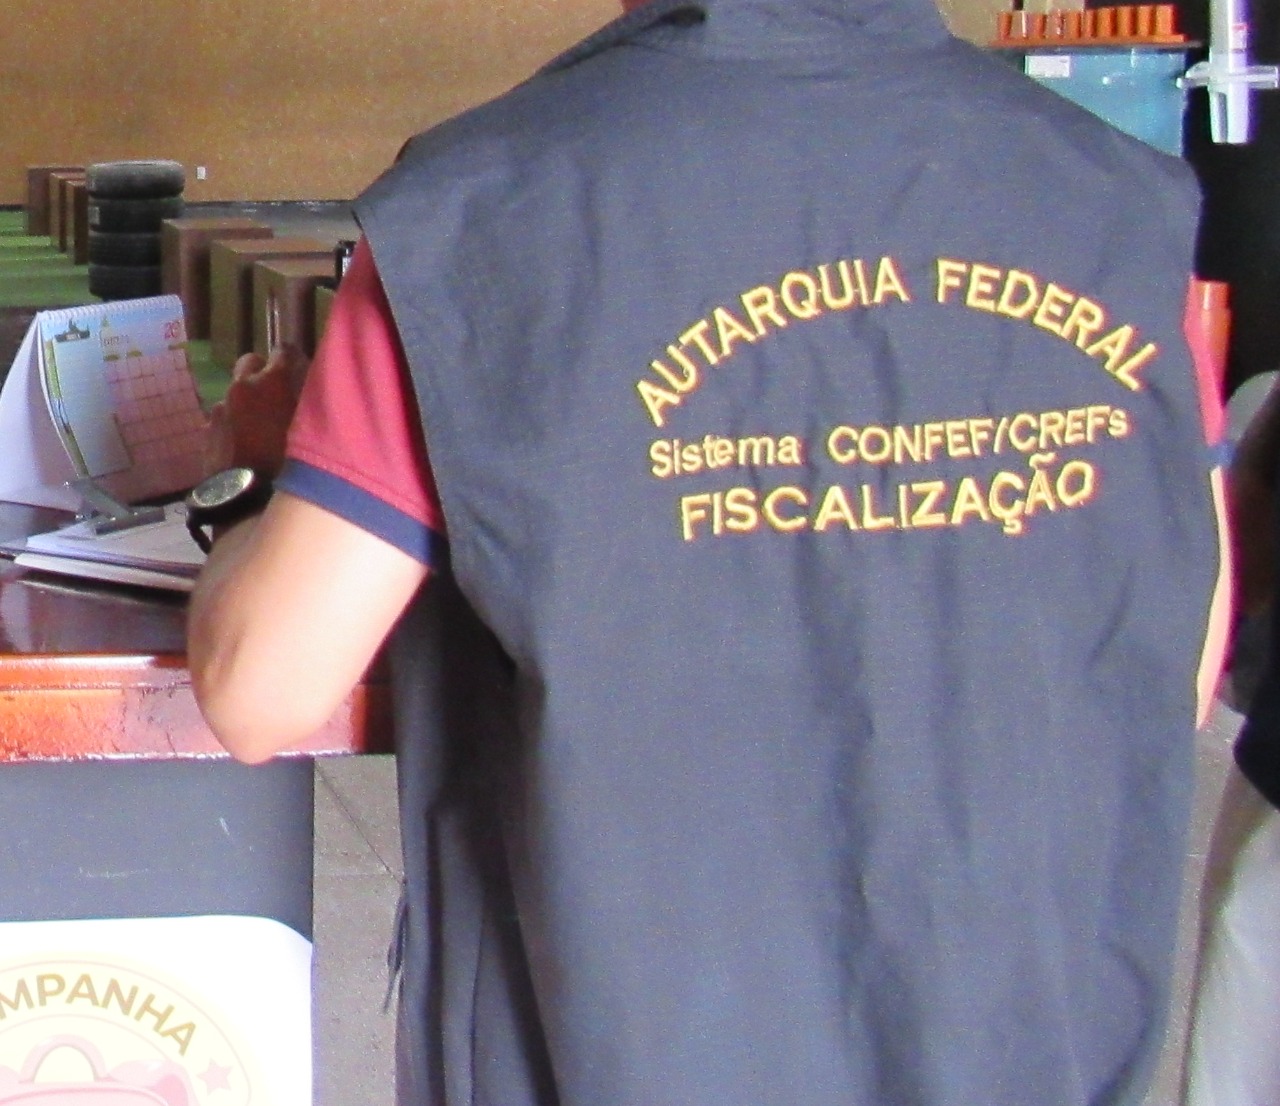 AUTARQUIA FEDERAL
Sistema CONFEF/CREFs
FISCALIZAÇÃO
MPANHA